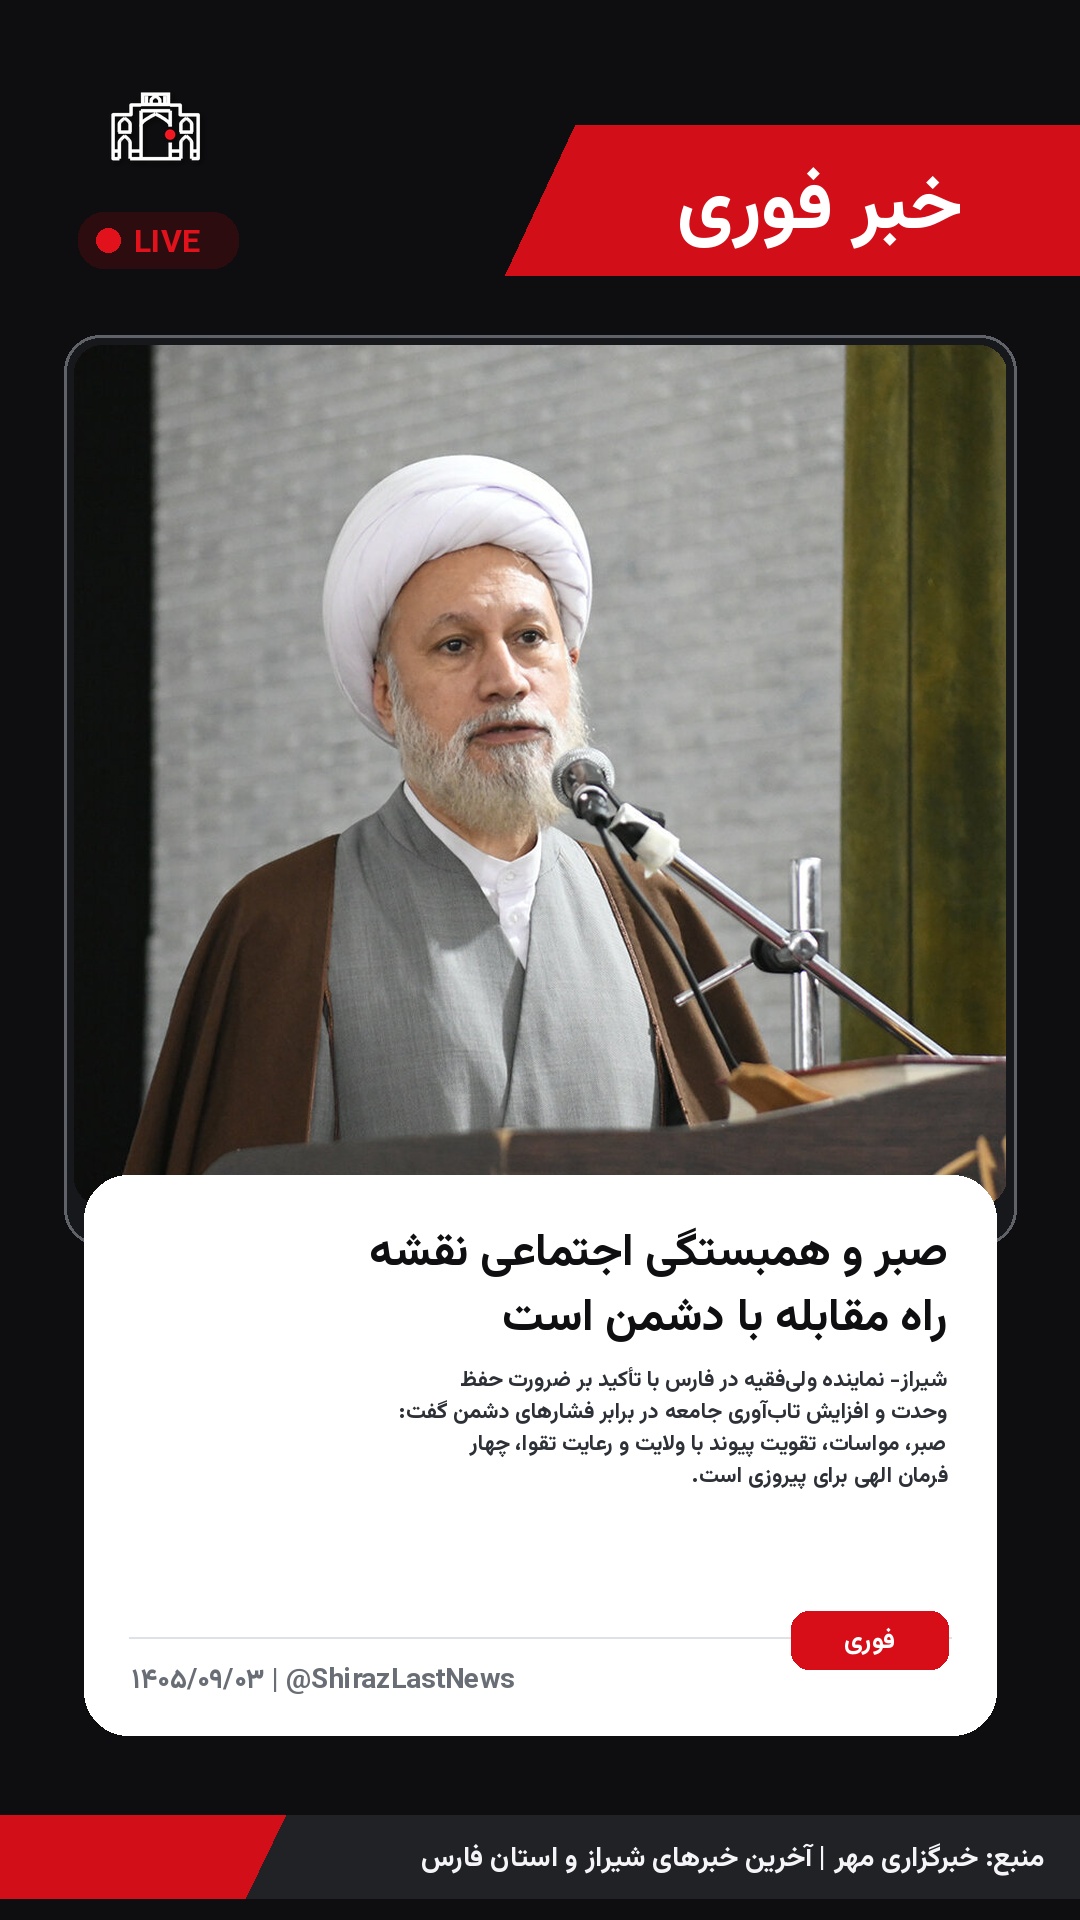 خبر فوری
LIVE
صبر و همبستگی اجتماعی نقشه
راه مقابله با دشمن است
شیراز- نماینده ولی‌فقیه در فارس با تأکید بر ضرورت حفظ
وحدت و افزایش تاب‌آوری جامعه در برابر فشارهای دشمن گفت:
صبر، مواسات، تقویت پیوند با ولایت و رعایت تقوا، چهار
فرمان الهی برای پیروزی است.
فوری
۱۴۰۵/۰۹/۰۳ | @ShirazLastNews
منبع: خبرگزاری مهر | آخرین خبرهای شیراز و استان فارس